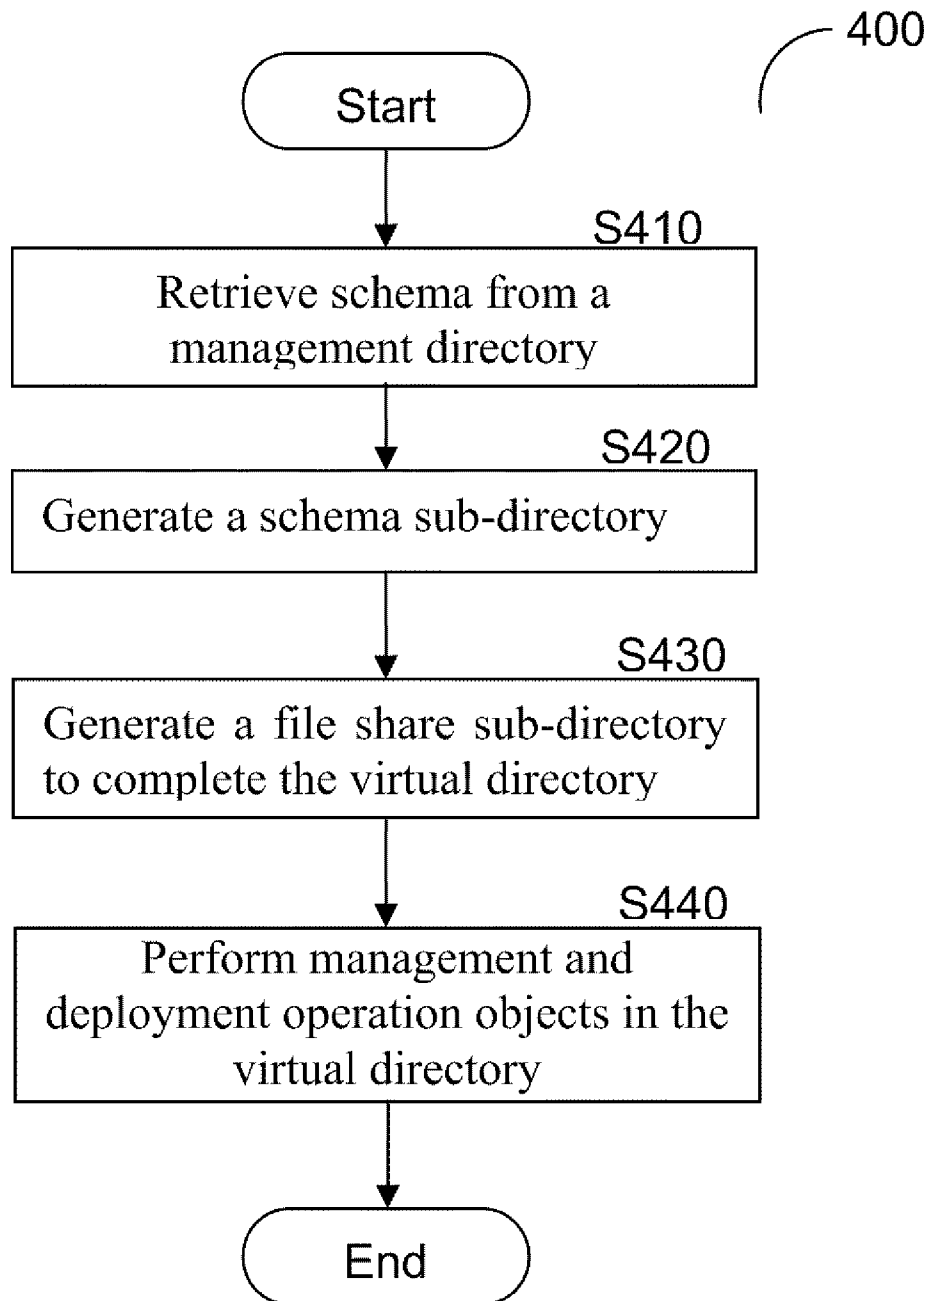 400
Start
S410
Retrieve schema from a
management directory
S420
Generate a schema sub-directory
S430
Generate a file share sub-directory
to complete the virtual directory
S440
Perform management and
deployment operation objects in the
virtual directory
End